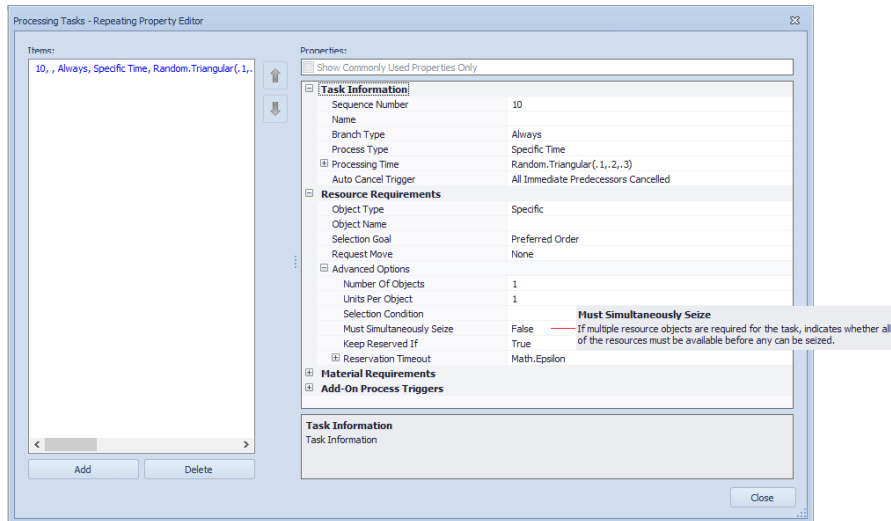 Processing Tasks - Repeating Property Editor
Items:
10, , Always, Specific Time, Random.Triangular(.1,.
Add
Delete
Properties:
Show Commonly Used Properties Only
Task Information
Sequence Number 10
Name
Branch Type Always
Process Type Specific Time
Processing Time Random.Triangular(.1,.2,.3)
Auto Cancel Trigger All Immediate Predecessors Cancelled
Resource Requirements
Object Type Specific
Object Name
Selection Goal Preferred Order
Request Move None
Advanced Options
Number Of Objects 1
Units Per Object 1
Selection Condition
Must Simultaneously Seize False
Keep Reserved If True
Reservation Timeout Math.Epsilon
Material Requirements
Add-On Process Triggers
Must Simultaneously Seize
If multiple resource objects are required for the task, indicates whether all
of the resources must be available before any can be seized.
Task Information
Task Information
Close